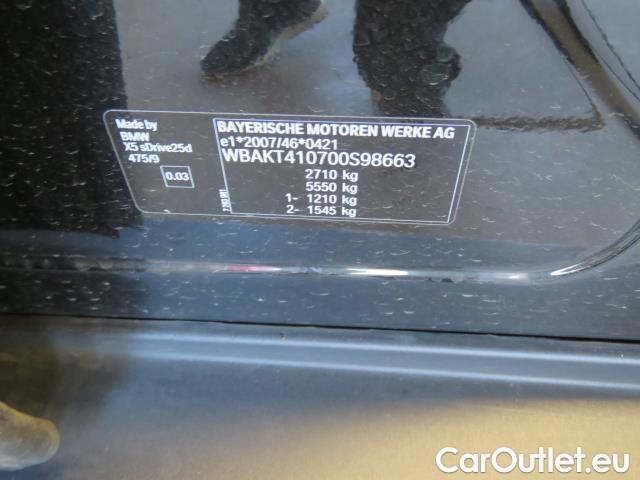 Made by
BMW
X5 sDrive25d
475/9
0.03
BAYERISCHE MOTOREN WERKE AG
e1*2007/46*0421
WBAKT410700S98663
2710 kg
5550 kg
1- 1210 kg
2- 1545 kg
CarOutlet.eu